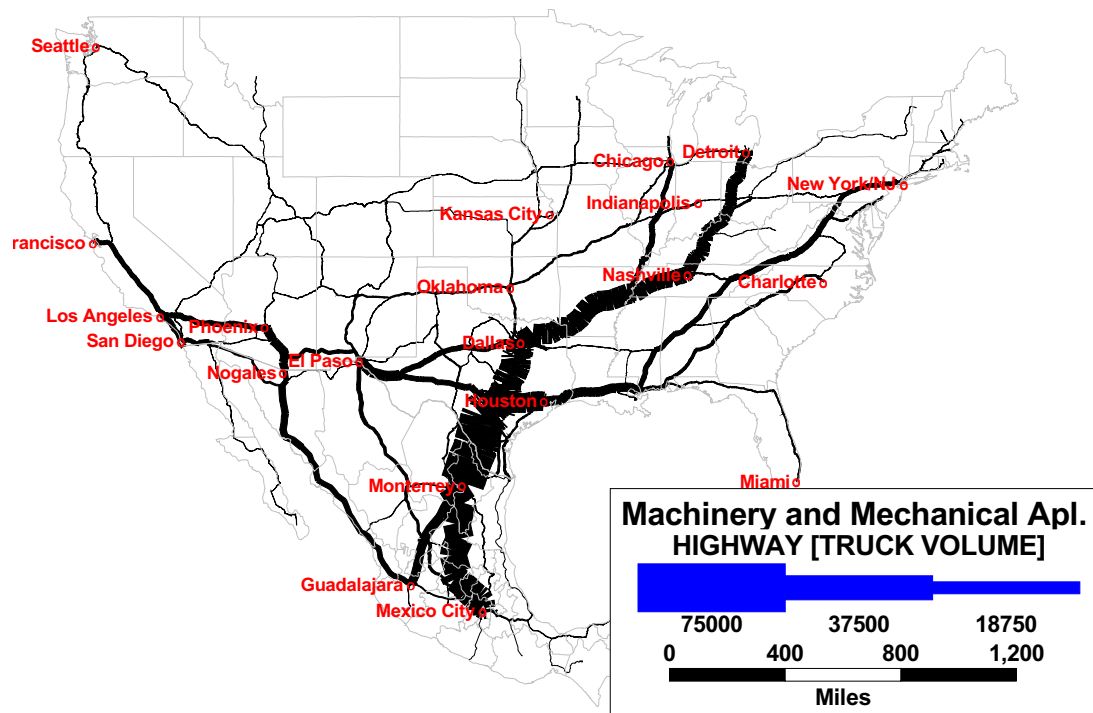 Seattle
Chicago
Detroit
New York/NJ
Indianapolis
Kansas City
rancisco
Nashville
Charlotte
Oklahoma
Los Angeles
Phoenix
San Diego
Dallas
El Paso
Nogales
Houston
Monterrey
Miami
Guadalajara
Mexico City
Machinery and Mechanical Apl.
HIGHWAY [TRUCK VOLUME]
75000 37500 18750
0 400 800 1,200
Miles